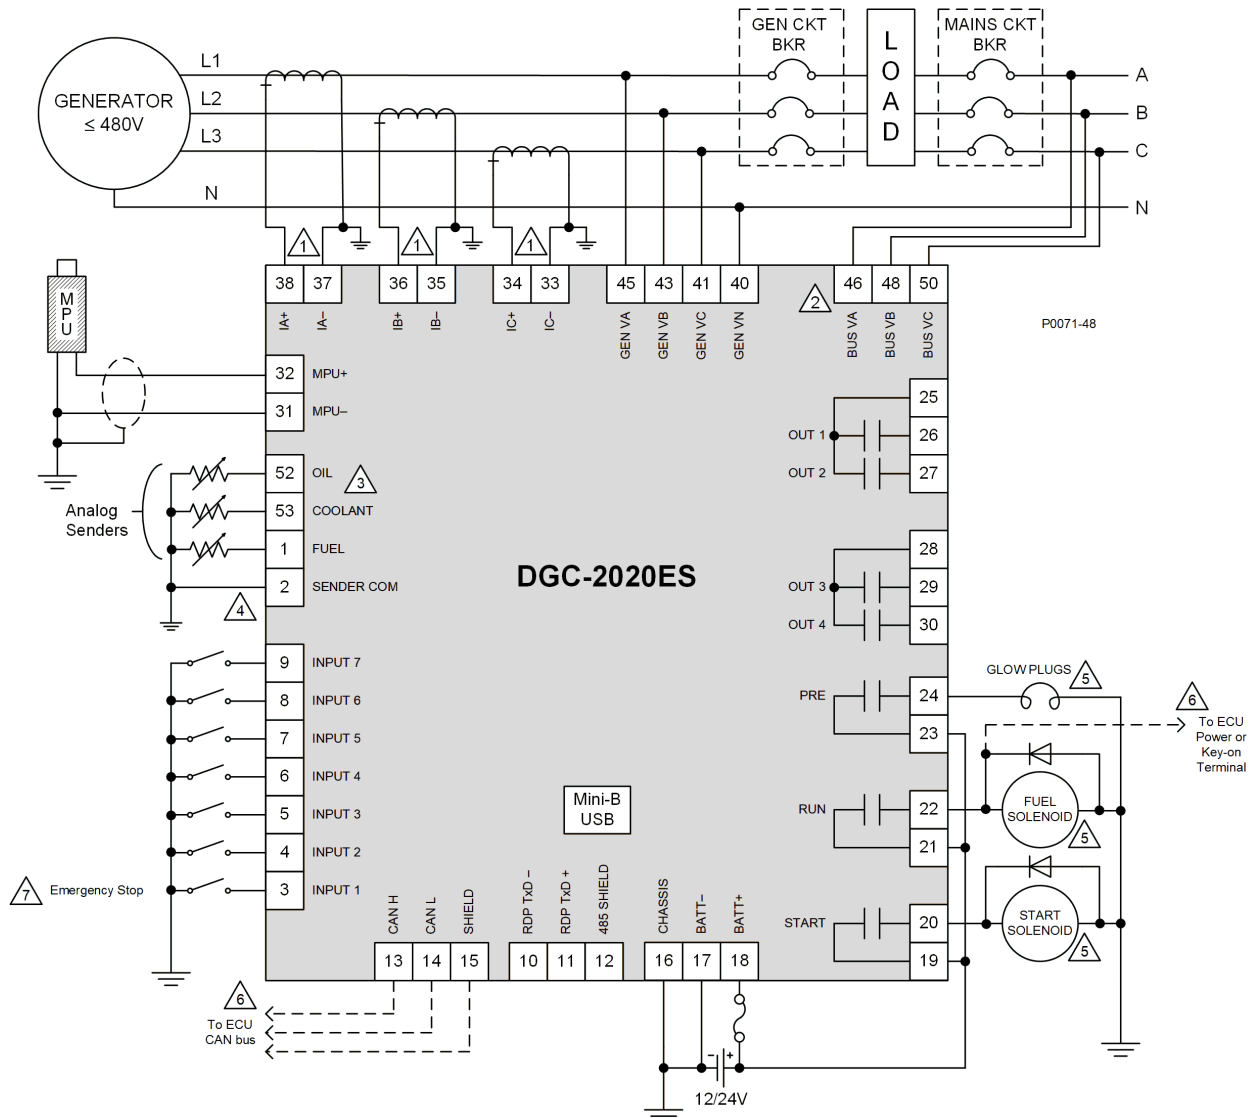 GEN CKT
BKR
LOAD
MAINS CKT
BKR
GENERATOR
≤ 480V
L1
L2
L3
N
A
B
C
N
1
1
1
2
38
37
36
35
34
33
45
43
41
40
46
48
50
IA+
IA–
IB+
IB–
IC+
IC–
GEN VA
GEN VB
GEN VC
GEN VN
BUS VA
BUS VB
BUS VC
P0071-48
MPU
32
MPU+
31
MPU–
52
OIL
3
53
COOLANT
1
FUEL
2
SENDER COM
4
Analog
Senders
DGC-2020ES
25
OUT 1
26
OUT 2
27
28
OUT 3
29
OUT 4
30
PRE
24
23
GLOW PLUGS
5
6
To ECU
Power or
Key-on
Terminal
RUN
22
21
FUEL
SOLENOID
5
START
20
19
START
SOLENOID
5
9
INPUT 7
8
INPUT 6
7
INPUT 5
6
INPUT 4
5
INPUT 3
4
INPUT 2
3
INPUT 1
7
Emergency Stop
Mini-B
USB
CAN H
CAN L
SHIELD
RDP TxD –
RDP TxD +
485 SHIELD
CHASSIS
BATT–
BATT+
13
14
15
10
11
12
16
17
18
6
To ECU
CAN bus
- +
12/24V